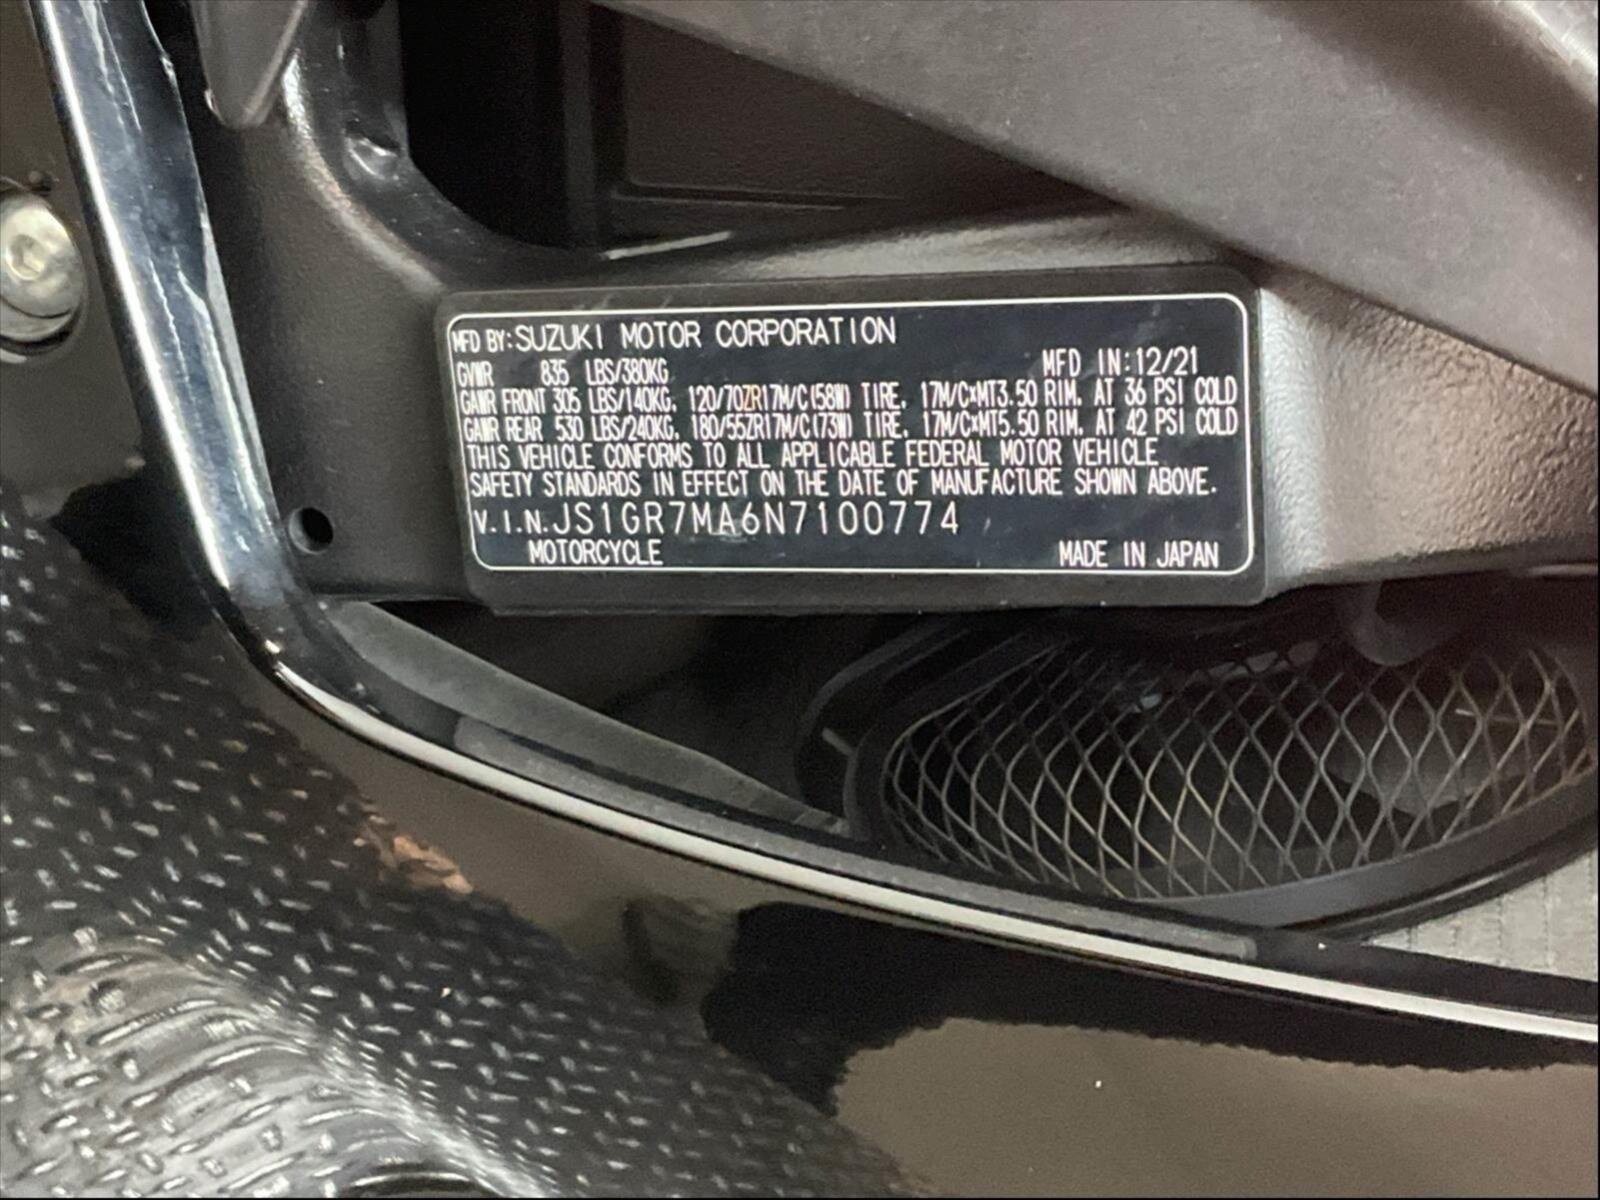 MFD BY: SUZUKI MOTOR CORPORATION
GVWR 835 LBS/380KG MFD IN: 12/21
GAWR FRONT 305 LBS/140KG. 120/70ZR17M/C(58W) TIRE. 17M/C×MT3.50 RIM. AT 36 PSI COLD
GAWR REAR 530 LBS/240KG. 180/55ZR17M/C(73W) TIRE. 17M/C×MT5.50 RIM. AT 42 PSI COLD
THIS VEHICLE CONFORMS TO ALL APPLICABLE FEDERAL MOTOR VEHICLE
SAFETY STANDARDS IN EFFECT ON THE DATE OF MANUFACTURE SHOWN ABOVE.
V.I.N. JS1GR7MA6N7100774
MOTORCYCLE MADE IN JAPAN